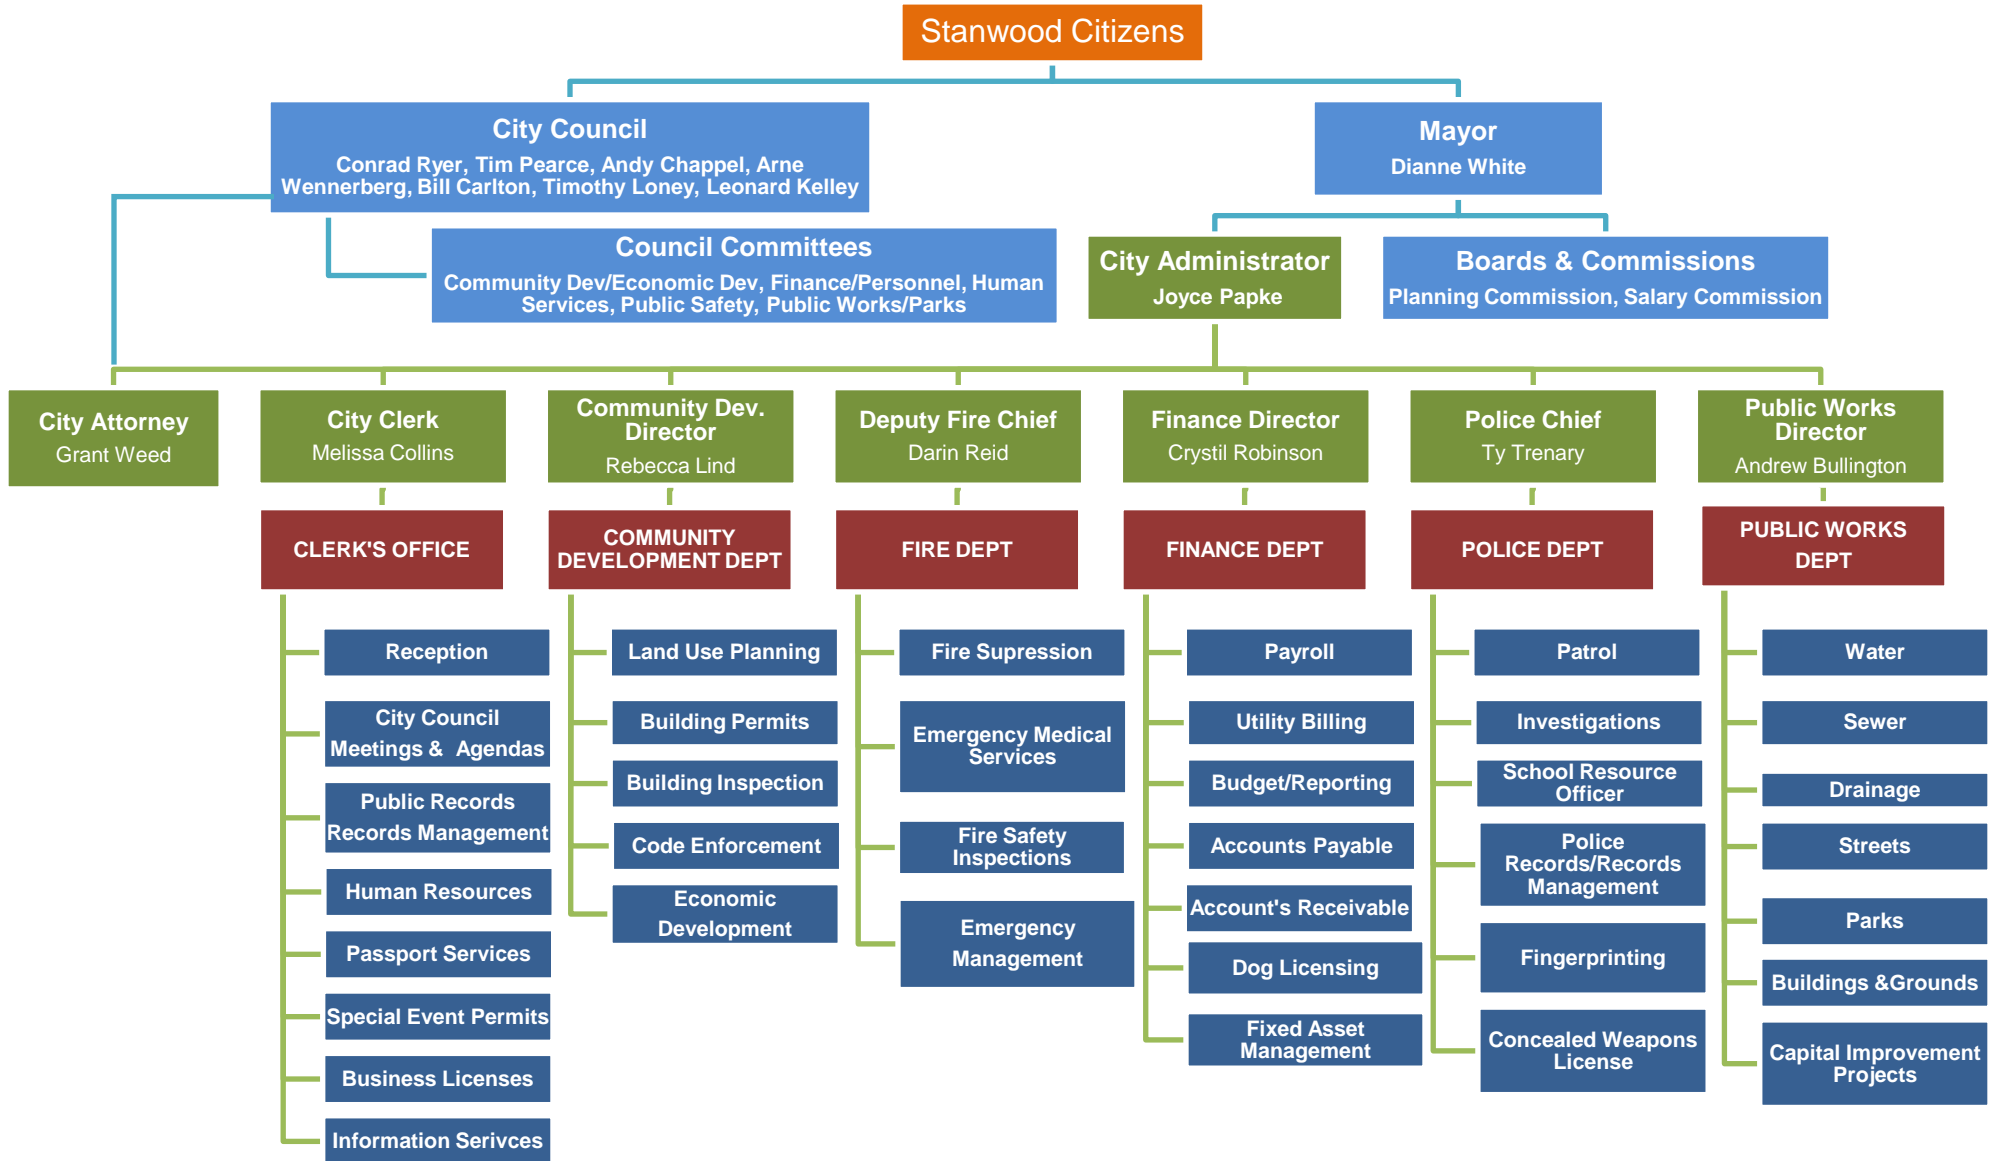 Stanwood Citizens
City Council
Conrad Ryer, Tim Pearce, Andy Chappel, Arne
Wennerberg, Bill Carlton, Timothy Loney, Leonard Kelley
Mayor
Dianne White
Council Committees
Community Dev/Economic Dev, Finance/Personnel, Human
Services, Public Safety, Public Works/Parks
City Administrator
Joyce Papke
Boards & Commissions
Planning Commission, Salary Commission
City Attorney
Grant Weed
City Clerk
Melissa Collins
Community Dev.
Director
Rebecca Lind
Deputy Fire Chief
Darin Reid
Finance Director
Crystil Robinson
Police Chief
Ty Trenary
Public Works
Director
Andrew Bullington
CLERK'S OFFICE
Reception
City Council
Meetings &  Agendas
Public Records
Records Management
Human Resources
Passport Services
Special Event Permits
Business Licenses
Information Serivces
COMMUNITY
DEVELOPMENT DEPT
Land Use Planning
Building Permits
Building Inspection
Code Enforcement
Economic
Development
FIRE DEPT
Fire Supression
Emergency Medical
Services
Fire Safety
Inspections
Emergency
Management
FINANCE DEPT
Payroll
Utility Billing
Budget/Reporting
Accounts Payable
Account's Receivable
Dog Licensing
Fixed Asset
Management
POLICE DEPT
Patrol
Investigations
School Resource
Officer
Police
Records/Records
Management
Fingerprinting
Concealed Weapons
License
PUBLIC WORKS
DEPT
Water
Sewer
Drainage
Streets
Parks
Buildings &Grounds
Capital Improvement
Projects